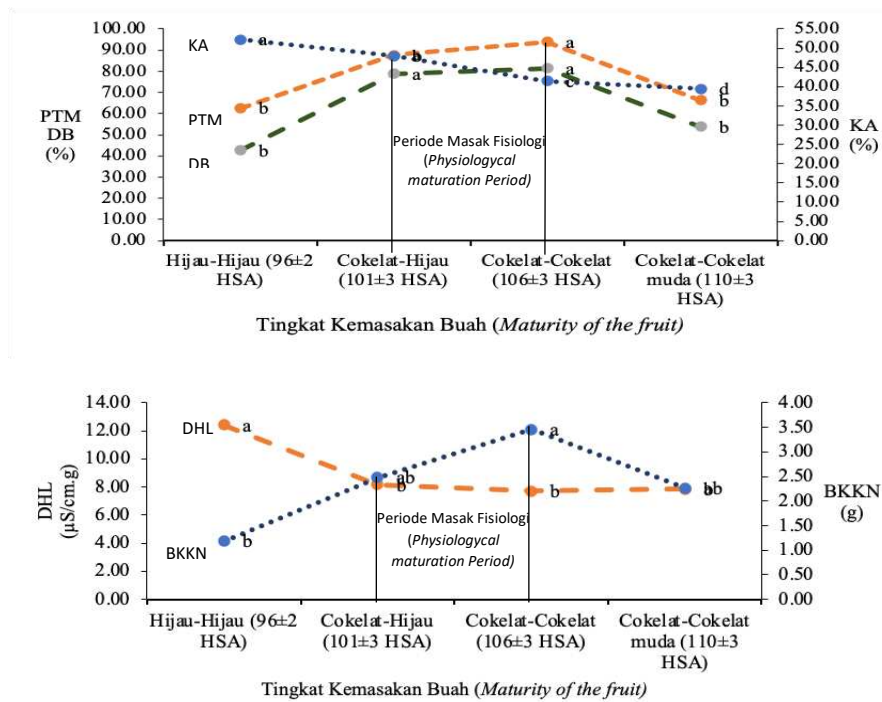 100.00
90.00
80.00
70.00
60.00
50.00
40.00
30.00
20.00
10.00
0.00
PTM
DB
(%)
KA
PTM
DB
a
b
b
b
a
a
a
c
d
b
b
Periode Masak Fisiologi
(Physiologycal
maturation Period)
55.00
50.00
45.00
40.00
35.00
30.00
25.00
20.00
15.00
10.00
5.00
0.00
KA
(%)
Hijau-Hijau (96±2
HSA)
Cokelat-Hijau
(101±3 HSA)
Cokelat-Cokelat
(106±3 HSA)
Cokelat-Cokelat
muda (110±3
HSA)
Tingkat Kemasakan Buah (Maturity of the fruit)
14.00
12.00
10.00
8.00
6.00
4.00
2.00
0.00
DHL
(µS/cm.g)
DHL
BKKN
a
b
ab
b
a
b
ab
Periode Masak Fisiologi
(Physiologycal
maturation Period)
4.00
3.50
3.00
2.50
2.00
1.50
1.00
0.50
0.00
BKKN
(g)
Hijau-Hijau (96±2
HSA)
Cokelat-Hijau
(101±3 HSA)
Cokelat-Cokelat
(106±3 HSA)
Cokelat-Cokelat
muda (110±3
HSA)
Tingkat Kemasakan Buah (Maturity of the fruit)